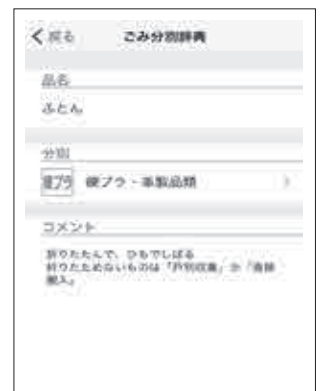 戻る ごみ分別辞典
品名
ふとん
分別
硬プラ 硬プラ・革製品類
コメント
折りたたんで、ひもでしばる
折りたためないものは「戸別収集」か「直接
搬入」